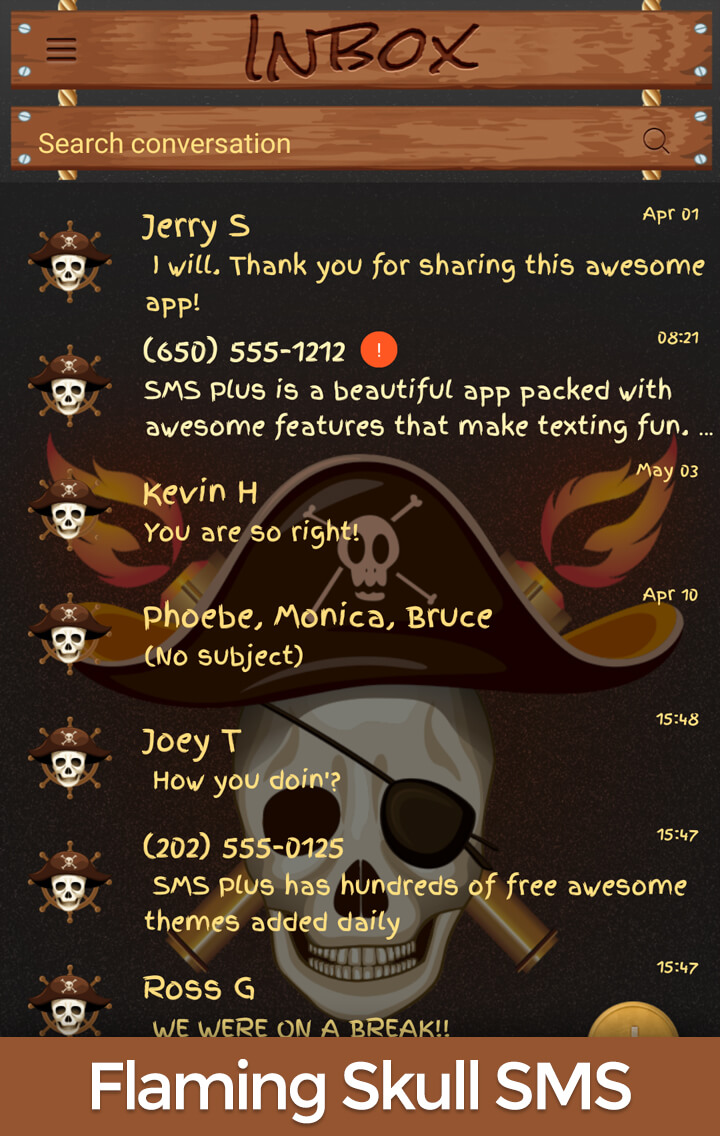 INBOX
Search conversation
Jerry S
Apr 01
I will. Thank you for sharing this awesome
app!
(650) 555-1212 !
08:21
SMS Plus is a beautiful app packed with
awesome features that make texting fun. ...
Kevin H
May 03
You are so right!
Phoebe, Monica, Bruce
Apr 10
(No subject)
Joey T
15:48
How you doin'?
(202) 555-0125
15:47
SMS Plus has hundreds of free awesome
themes added daily
Ross G
15:47
WE WERE ON A BREAK!!
Flaming Skull SMS